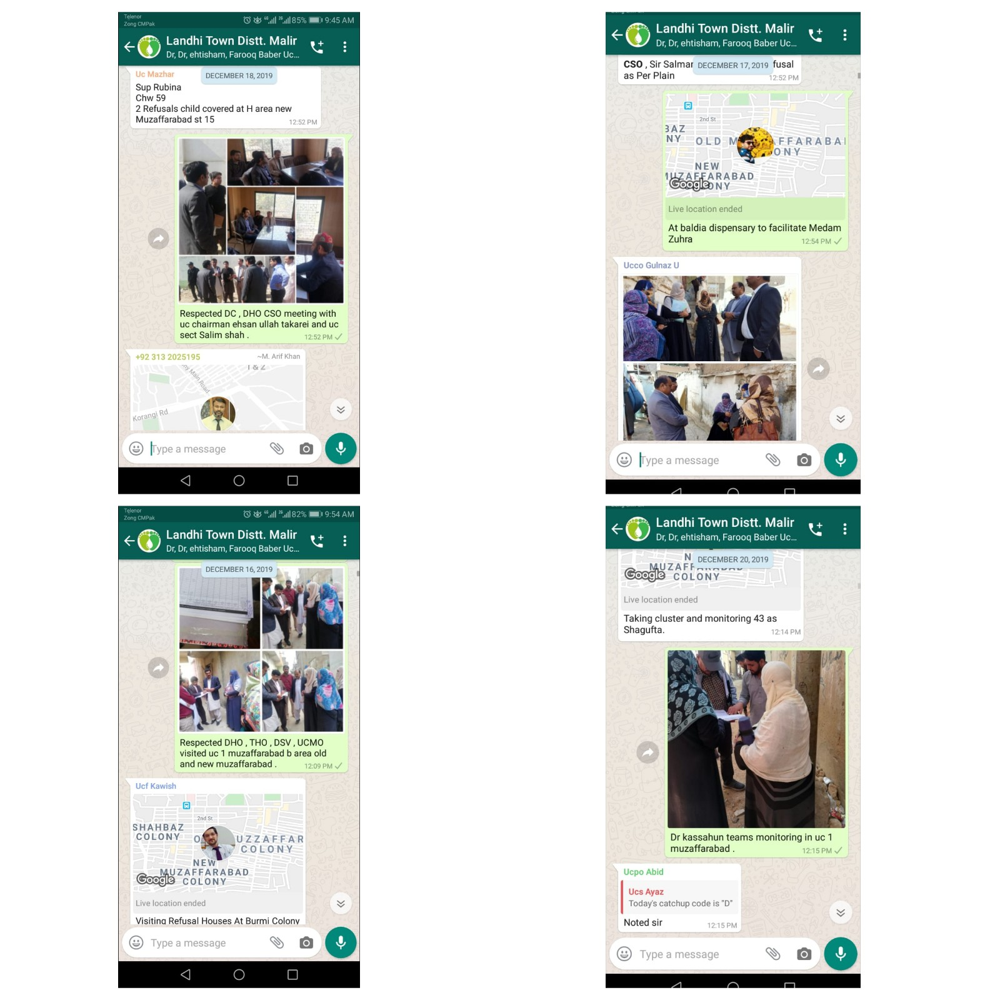 Telenor
Zong CMPak
85%
9:45 AM
Landhi Town Distt. Malir
Dr, Dr, ehtisham, Farooq Baber Uc...
Uc Mazhar
DECEMBER 18, 2019
Sup Rubina
Chw 59
2 Refusals child covered at H area new
Muzaffarabad st 15
12:52 PM
Respected DC , DHO CSO meeting with
uc chairman ehsan ullah takarei and uc
sect Salim shah .
12:52 PM
+92 313 2025195
~M. Arif Khan
Main Road
1 & 2
Korangi Rd
Type a message
Landhi Town Distt. Malir
Dr, Dr, ehtisham, Farooq Baber Uc...
DECEMBER 17, 2019
CSO , Sir Salmar fusal
as Per Plain
12:52 PM
2nd St
BAZ
NY
OLD M AFFARABA
ONY
NEW
MUZAFFARABAD
ONY
Google
Live location ended
At baldia dispensary to facilitate Medam
Zuhra
12:54 PM
Ucco Gulnaz U
Type a message
Telenor
Zong CMPak
82%
9:54 AM
Landhi Town Distt. Malir
Dr, Dr, ehtisham, Farooq Baber Uc...
DECEMBER 16, 2019
Respected DHO , THO , DSV , UCMO
visited uc 1 muzaffarabad b area old
and new muzaffarabad .
12:09 PM
Ucf Kawish
2nd St
SHAHBAZ
COLONY
O UZZAFFAR
COLONY
NEW
MUZAFFARABAD
COLONY
Google
Live location ended
Visiting Refusal Houses At Burmi Colony
Type a message
Landhi Town Distt. Malir
Dr, Dr, ehtisham, Farooq Baber Uc...
DECEMBER 20, 2019
N
MUZAFFARABAD
COLONY
Google
Live location ended
Taking cluster and monitoring 43 as
Shagufta.
12:14 PM
Dr kassahun teams monitoring in uc 1
muzaffarabad .
12:15 PM
Ucpo Abid
Ucs Ayaz
Today's catchup code is "D"
Noted sir
12:15 PM
Type a message